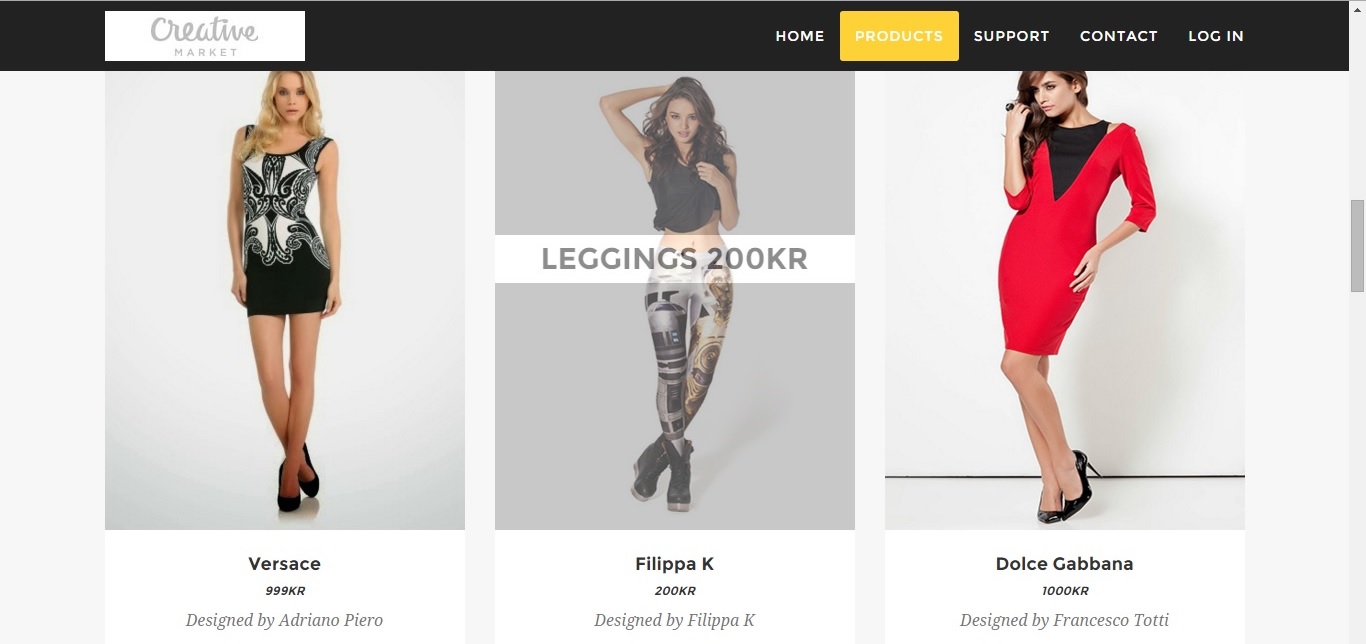 Creative
MARKET
HOME PRODUCTS SUPPORT CONTACT LOG IN
LEGGINGS 200KR
Versace
999KR
Designed by Adriano Piero
Filippa K
200KR
Designed by Filippa K
Dolce Gabbana
1000KR
Designed by Francesco Totti